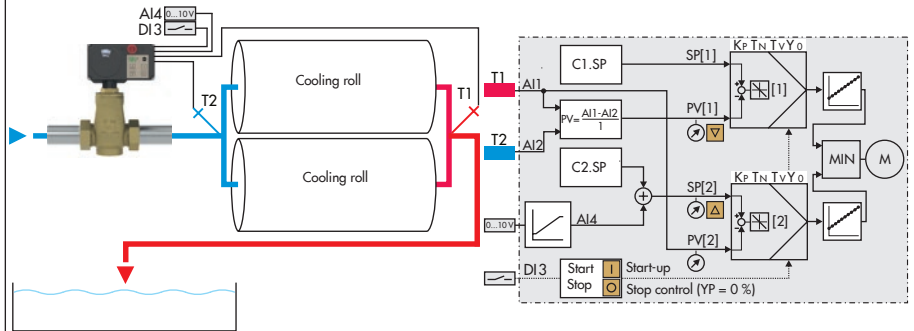 AI4 0...10 V
DI3
T2
Cooling roll
T1
Cooling roll
T1
AI1
T2
AI2
0...10 V
AI4
DI3
C1.SP
PV= AI1-AI2
1
C2.SP
SP[1]
PV[1]
SP[2]
PV[2]
KP TN TV Y0
[1]
KP TN TV Y0
[2]
MIN
M
Start I Start-up
Stop O Stop control (YP = 0 %)